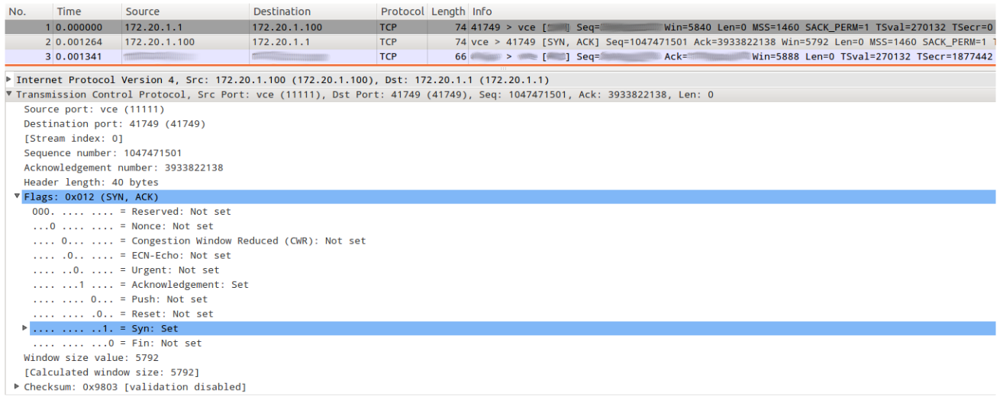 No. Time Source Destination Protocol Length Info
1 0.000000 172.20.1.1 172.20.1.100 TCP 74 41749 > vce [ ] Seq= Win=5840 Len=0 MSS=1460 SACK_PERM=1 TSval=270132 TSecr=0
2 0.001264 172.20.1.100 172.20.1.1 TCP 74 vce > 41749 [SYN, ACK] Seq=1047471501 Ack=3933822138 Win=5792 Len=0 MSS=1460 SACK_PERM=1
3 0.001341 TCP 66 > [ ] Seq= Ack= Win=5888 Len=0 TSval=270132 TSecr=1877442
Internet Protocol Version 4, Src: 172.20.1.100 (172.20.1.100), Dst: 172.20.1.1 (172.20.1.1)
Transmission Control Protocol, Src Port: vce (11111), Dst Port: 41749 (41749), Seq: 1047471501, Ack: 3933822138, Len: 0
Source port: vce (11111)
Destination port: 41749 (41749)
[Stream index: 0]
Sequence number: 1047471501
Acknowledgement number: 3933822138
Header length: 40 bytes
Flags: 0x012 (SYN, ACK)
000. .... .... = Reserved: Not set
...0 .... .... = Nonce: Not set
.... 0... .... = Congestion Window Reduced (CWR): Not set
.... .0.. .... = ECN-Echo: Not set
.... ..0. .... = Urgent: Not set
.... ...1 .... = Acknowledgement: Set
.... .... 0... = Push: Not set
.... .... .0.. = Reset: Not set
.... .... ..1. = Syn: Set
.... .... ...0 = Fin: Not set
Window size value: 5792
[Calculated window size: 5792]
Checksum: 0x9803 [validation disabled]